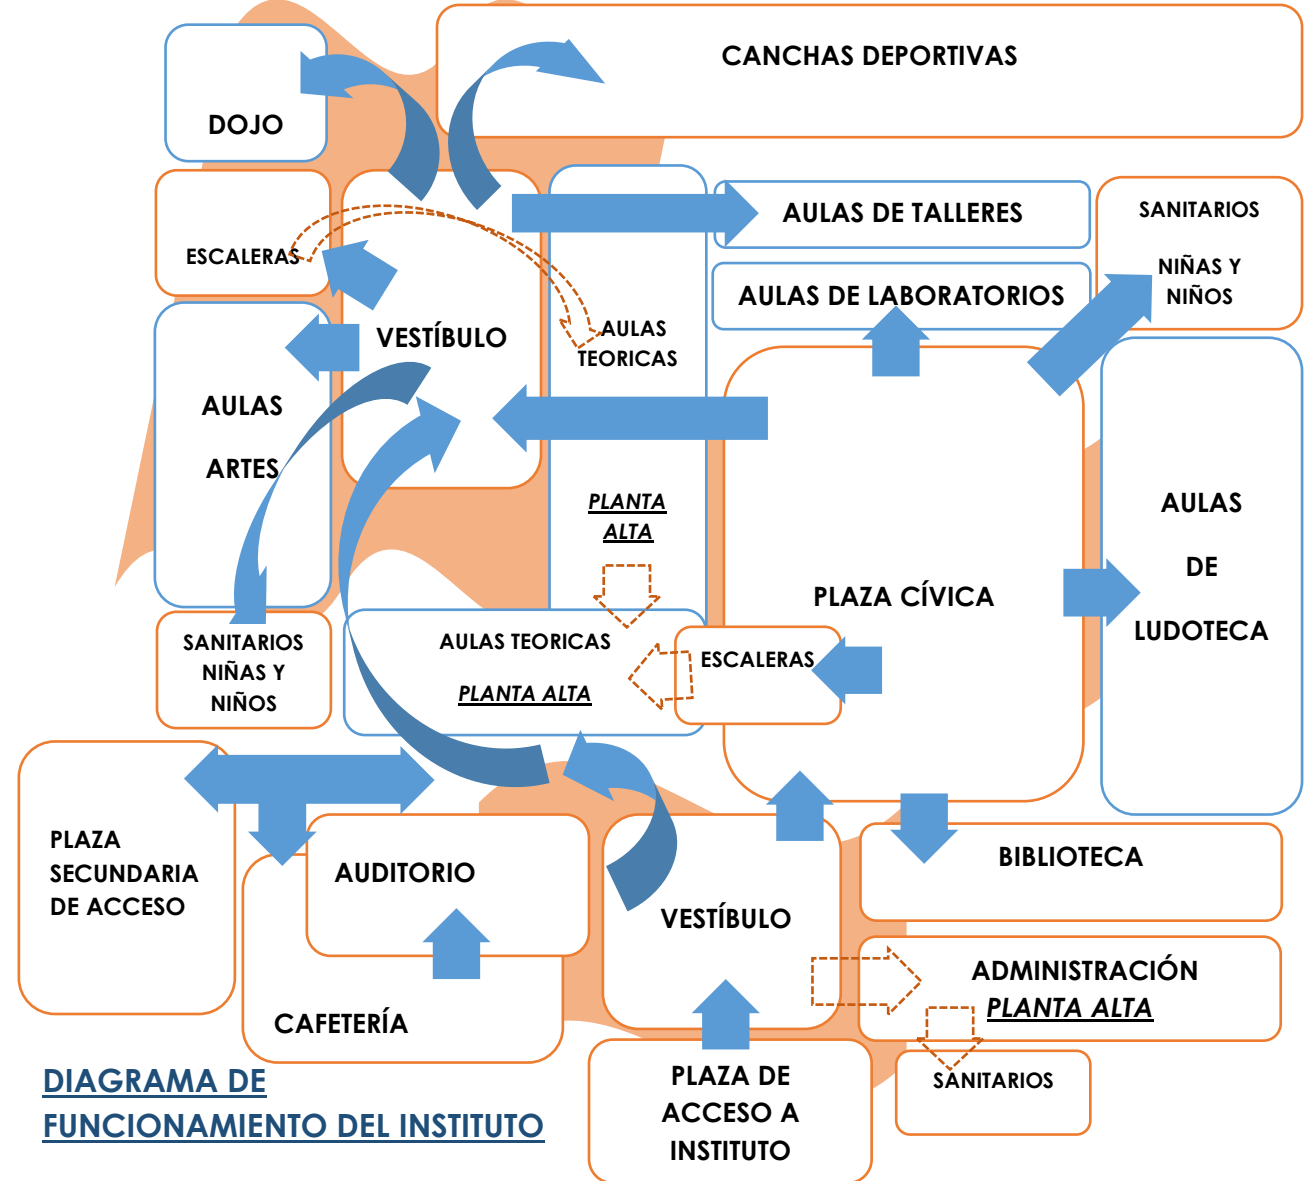 CANCHAS DEPORTIVAS
DOJO
AULAS DE TALLERES
SANITARIOS
NIÑAS Y
NIÑOS
ESCALERAS
AULAS DE LABORATORIOS
VESTÍBULO
AULAS
TEORICAS
AULAS
ARTES
PLANTA
ALTA
AULAS
DE
LUDOTECA
PLAZA CÍVICA
SANITARIOS
NIÑAS Y
NIÑOS
AULAS TEORICAS
PLANTA ALTA
ESCALERAS
PLAZA
SECUNDARIA
DE ACCESO
AUDITORIO
BIBLIOTECA
VESTÍBULO
ADMINISTRACIÓN
PLANTA ALTA
CAFETERÍA
SANITARIOS
PLAZA DE
ACCESO A
INSTITUTO
DIAGRAMA DE
FUNCIONAMIENTO DEL INSTITUTO